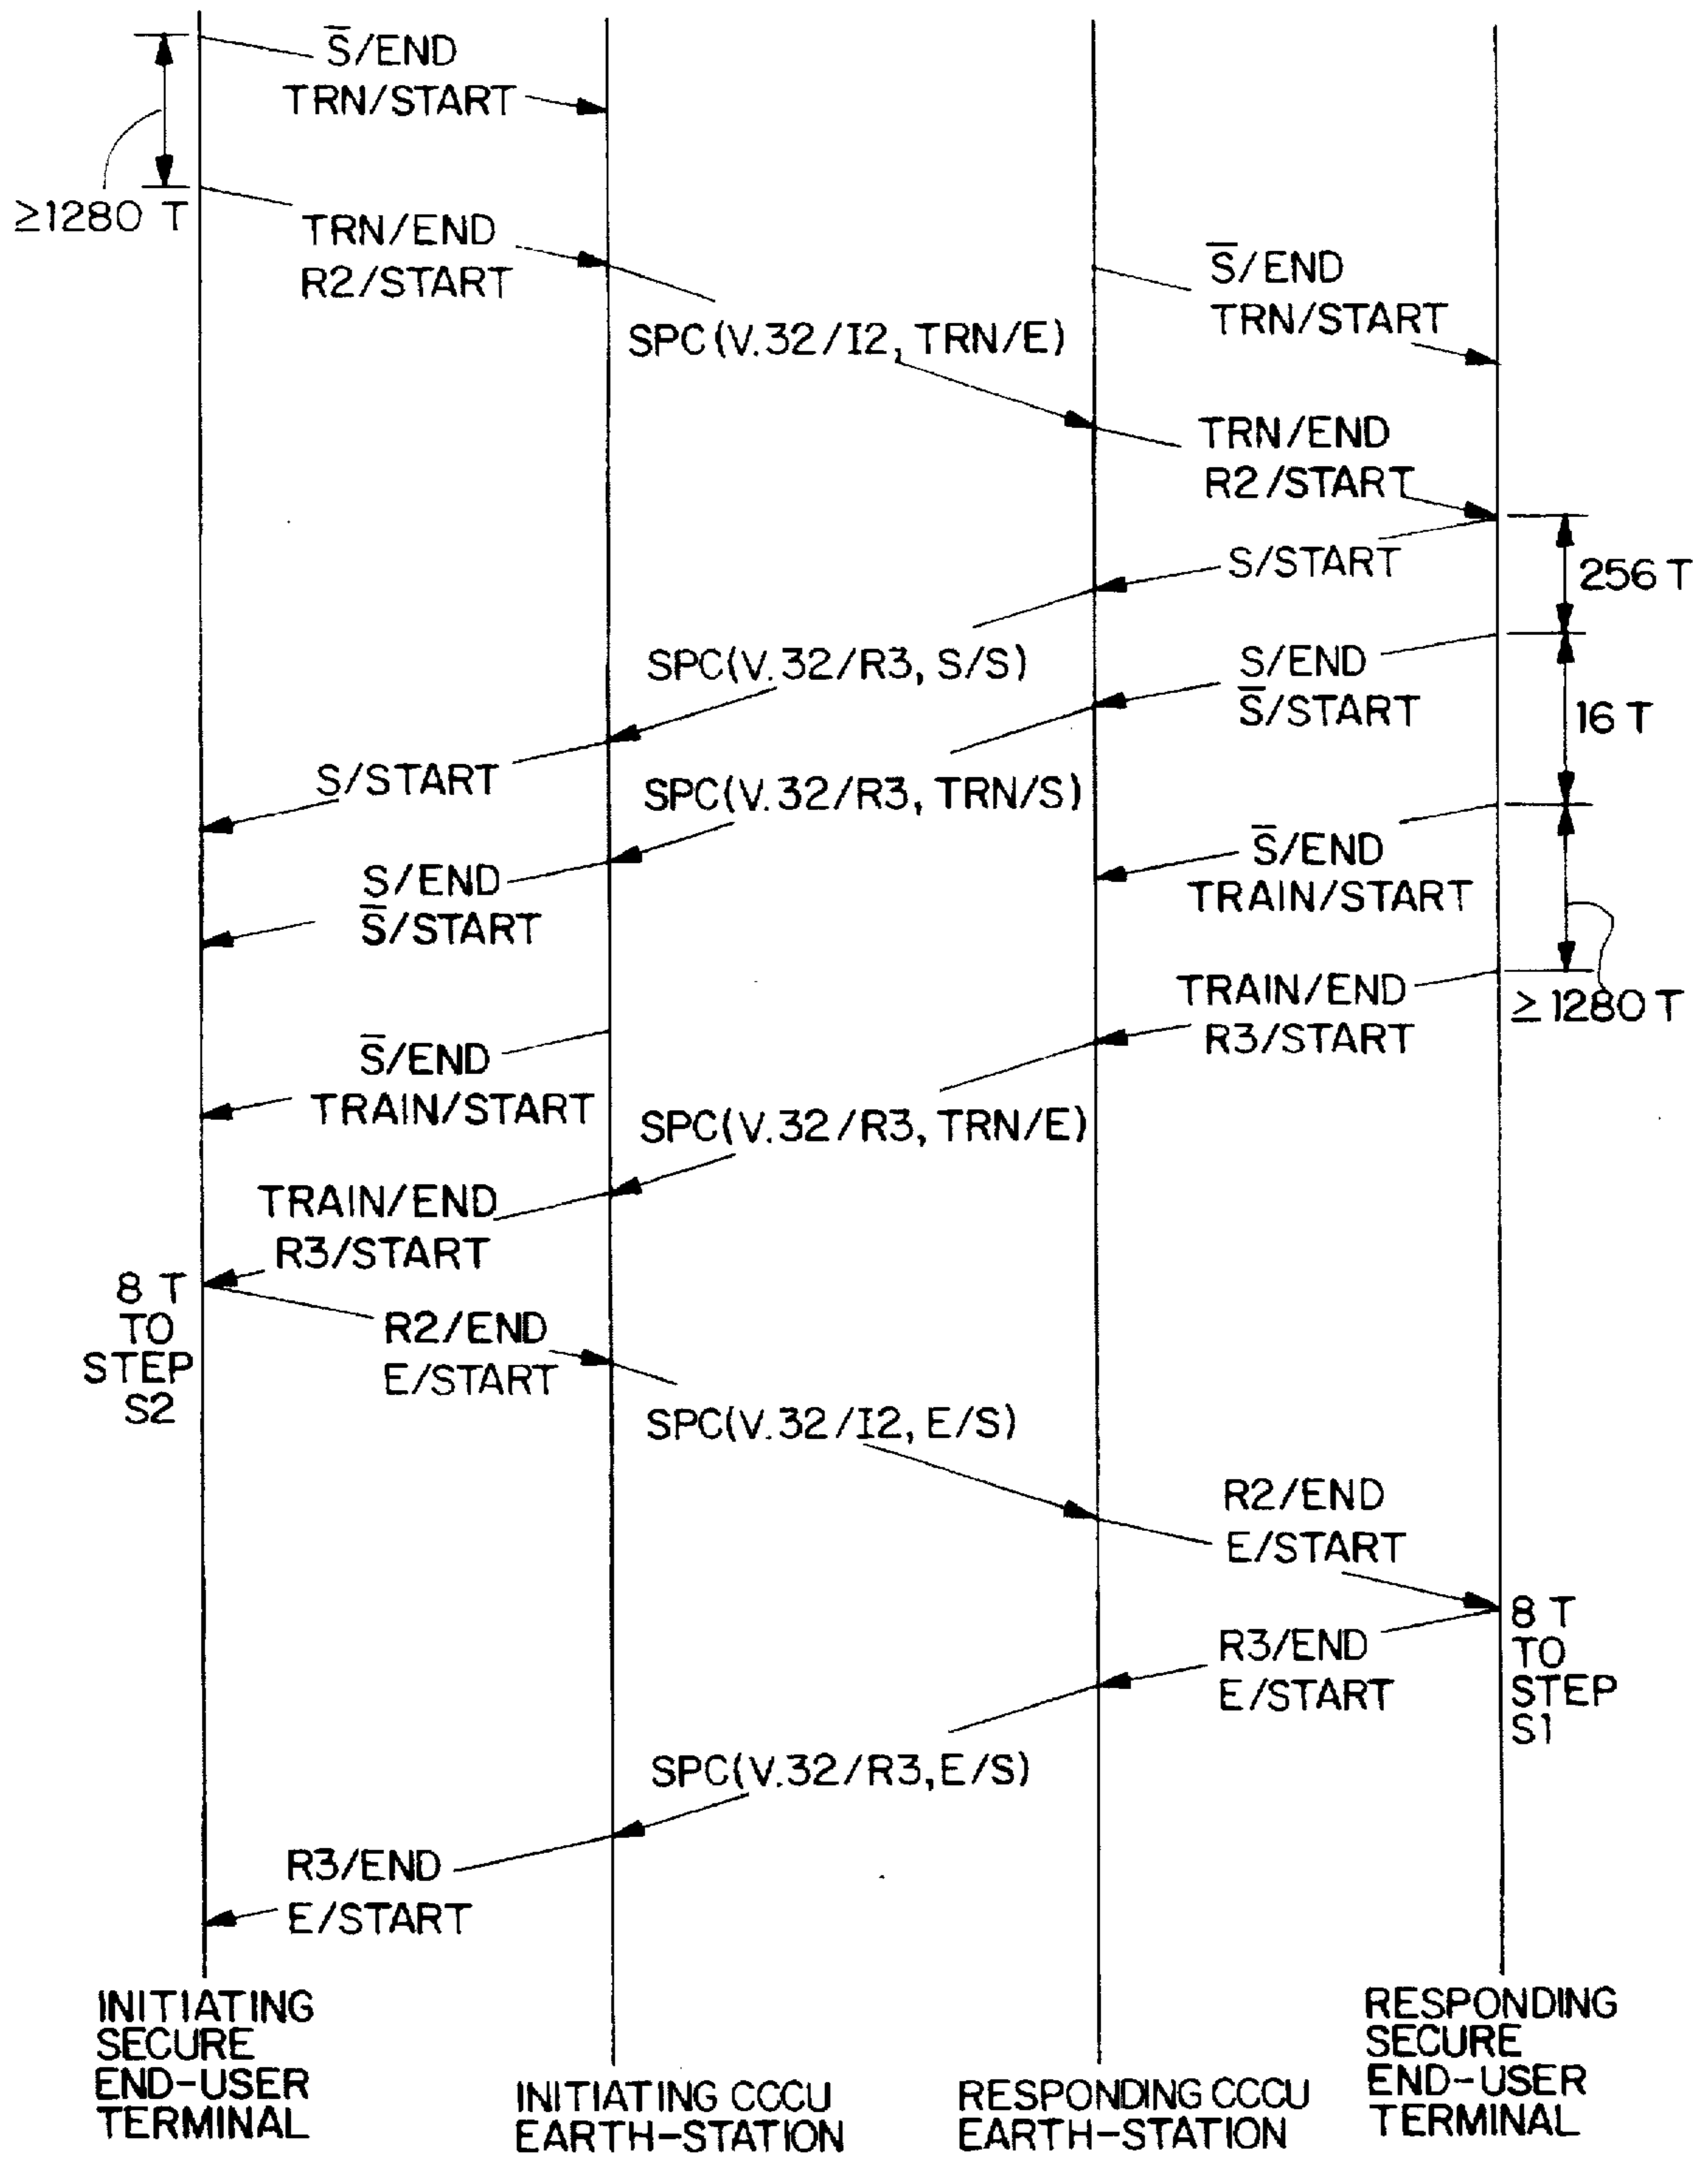 S̅/END
TRN/START
≥1280 T
TRN/END
R2/START
S̅/END
TRN/START
SPC(V.32/I2, TRN/E)
TRN/END
R2/START
S/START
256 T
SPC(V.32/R3, S/S)
S/END
S̅/START
16 T
S/START
SPC(V.32/R3, TRN/S)
S̅/END
TRAIN/START
S/END
S̅/START
TRAIN/END
R3/START
≥1280 T
S̅/END
TRAIN/START
SPC(V.32/R3, TRN/E)
TRAIN/END
R3/START
8 T
TO
STEP
S2
R2/END
E/START
SPC(V.32/I2, E/S)
R2/END
E/START
8 T
TO
STEP
S1
R3/END
E/START
SPC(V.32/R3,E/S)
R3/END
E/START
INITIATING
SECURE
END-USER
TERMINAL
INITIATING CCCU
EARTH-STATION
RESPONDING CCCU
EARTH-STATION
RESPONDING
SECURE
END-USER
TERMINAL